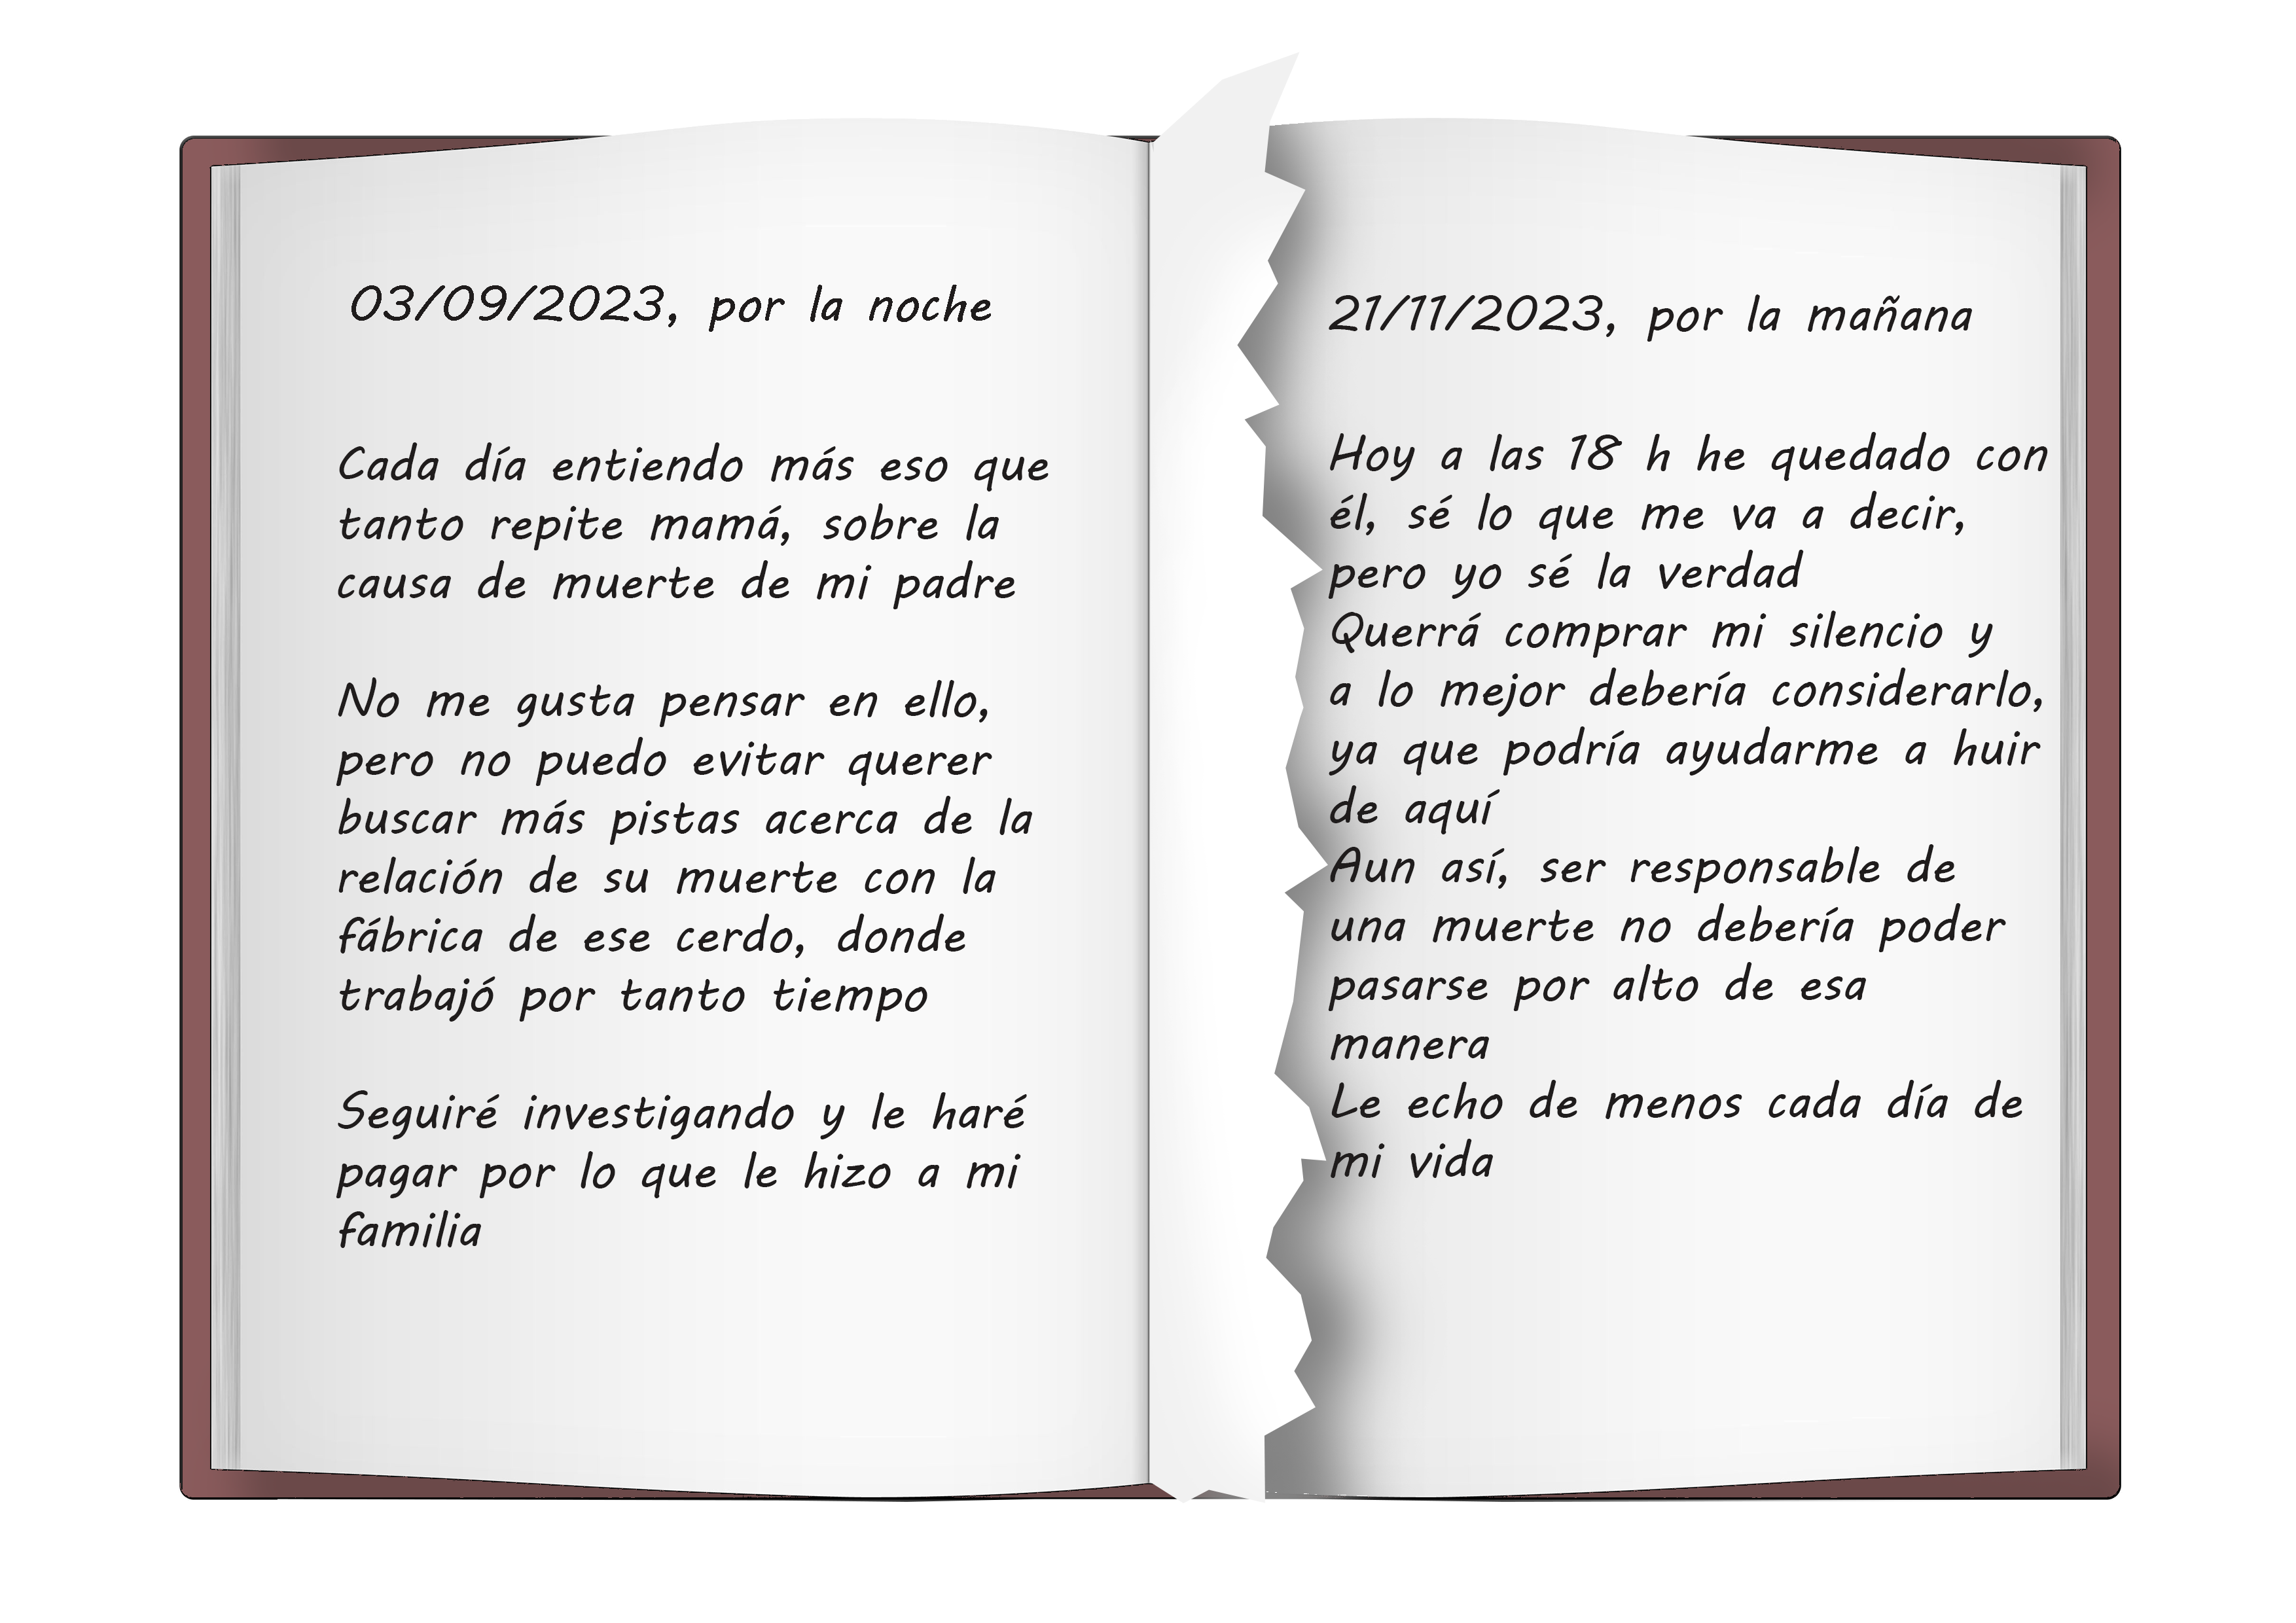 03/09/2023, por la noche
Cada día entiendo más eso que
tanto repite mamá, sobre la
causa de muerte de mi padre
No me gusta pensar en ello,
pero no puedo evitar querer
buscar más pistas acerca de la
relación de su muerte con la
fábrica de ese cerdo, donde
trabajó por tanto tiempo
Seguiré investigando y le haré
pagar por lo que le hizo a mi
familia
21/11/2023, por la mañana
Hoy a las 18 h he quedado con
él, sé lo que me va a decir,
pero yo sé la verdad
Querrá comprar mi silencio y
a lo mejor debería considerarlo,
ya que podría ayudarme a huir
de aquí
Aun así, ser responsable de
una muerte no debería poder
pasarse por alto de esa
manera
Le echo de menos cada día de
mi vida